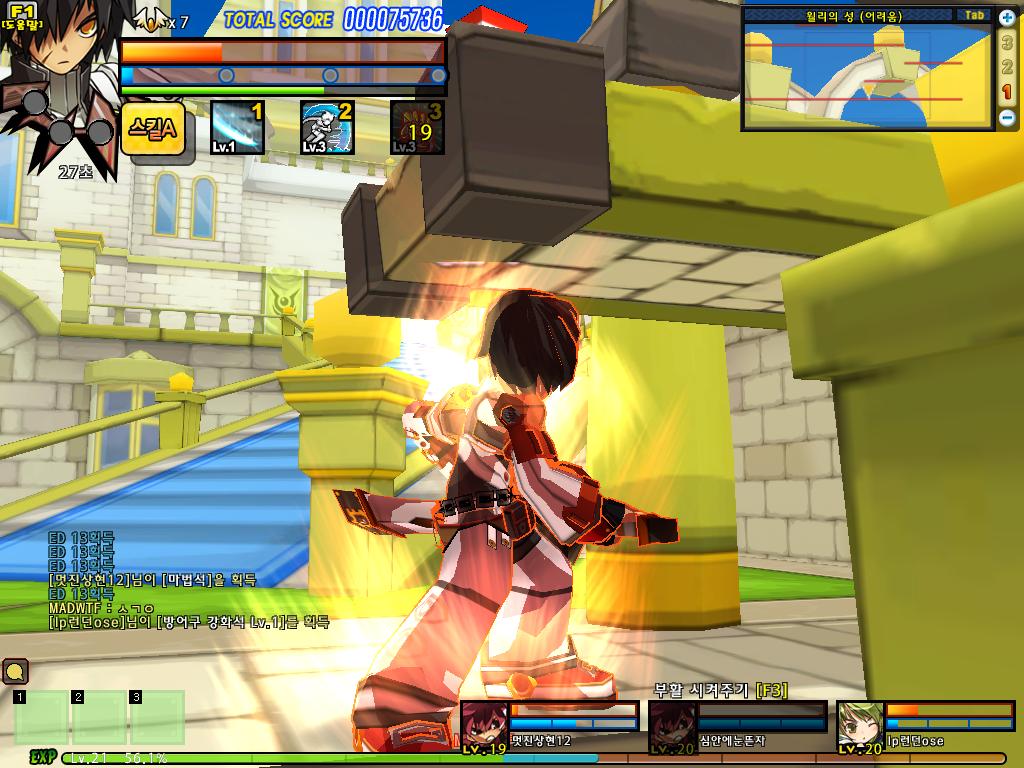 F1
[도움말]
x 7
TOTAL SCORE 000075736
윌리의 성 (어려움) Tab
3
2
1
스킬A
1
Lv.1
2
Lv.3
3
19
Lv.3
27초
ED 13획득
ED 13획득
ED 13획득
[멋진상현12]님이 [마법석]을 획득
ED 13획득
MADWTF : ㅅㄱㅇ
[lp런던ose]님이 [방어구 강화석 Lv.1]를 획득
1 2 3
부활 시켜주기 [F3]
LV.19 멋진상현12
LV.20 심안에눈뜬자
LV.20 lp런던ose
EXP Lv.21 56.1%